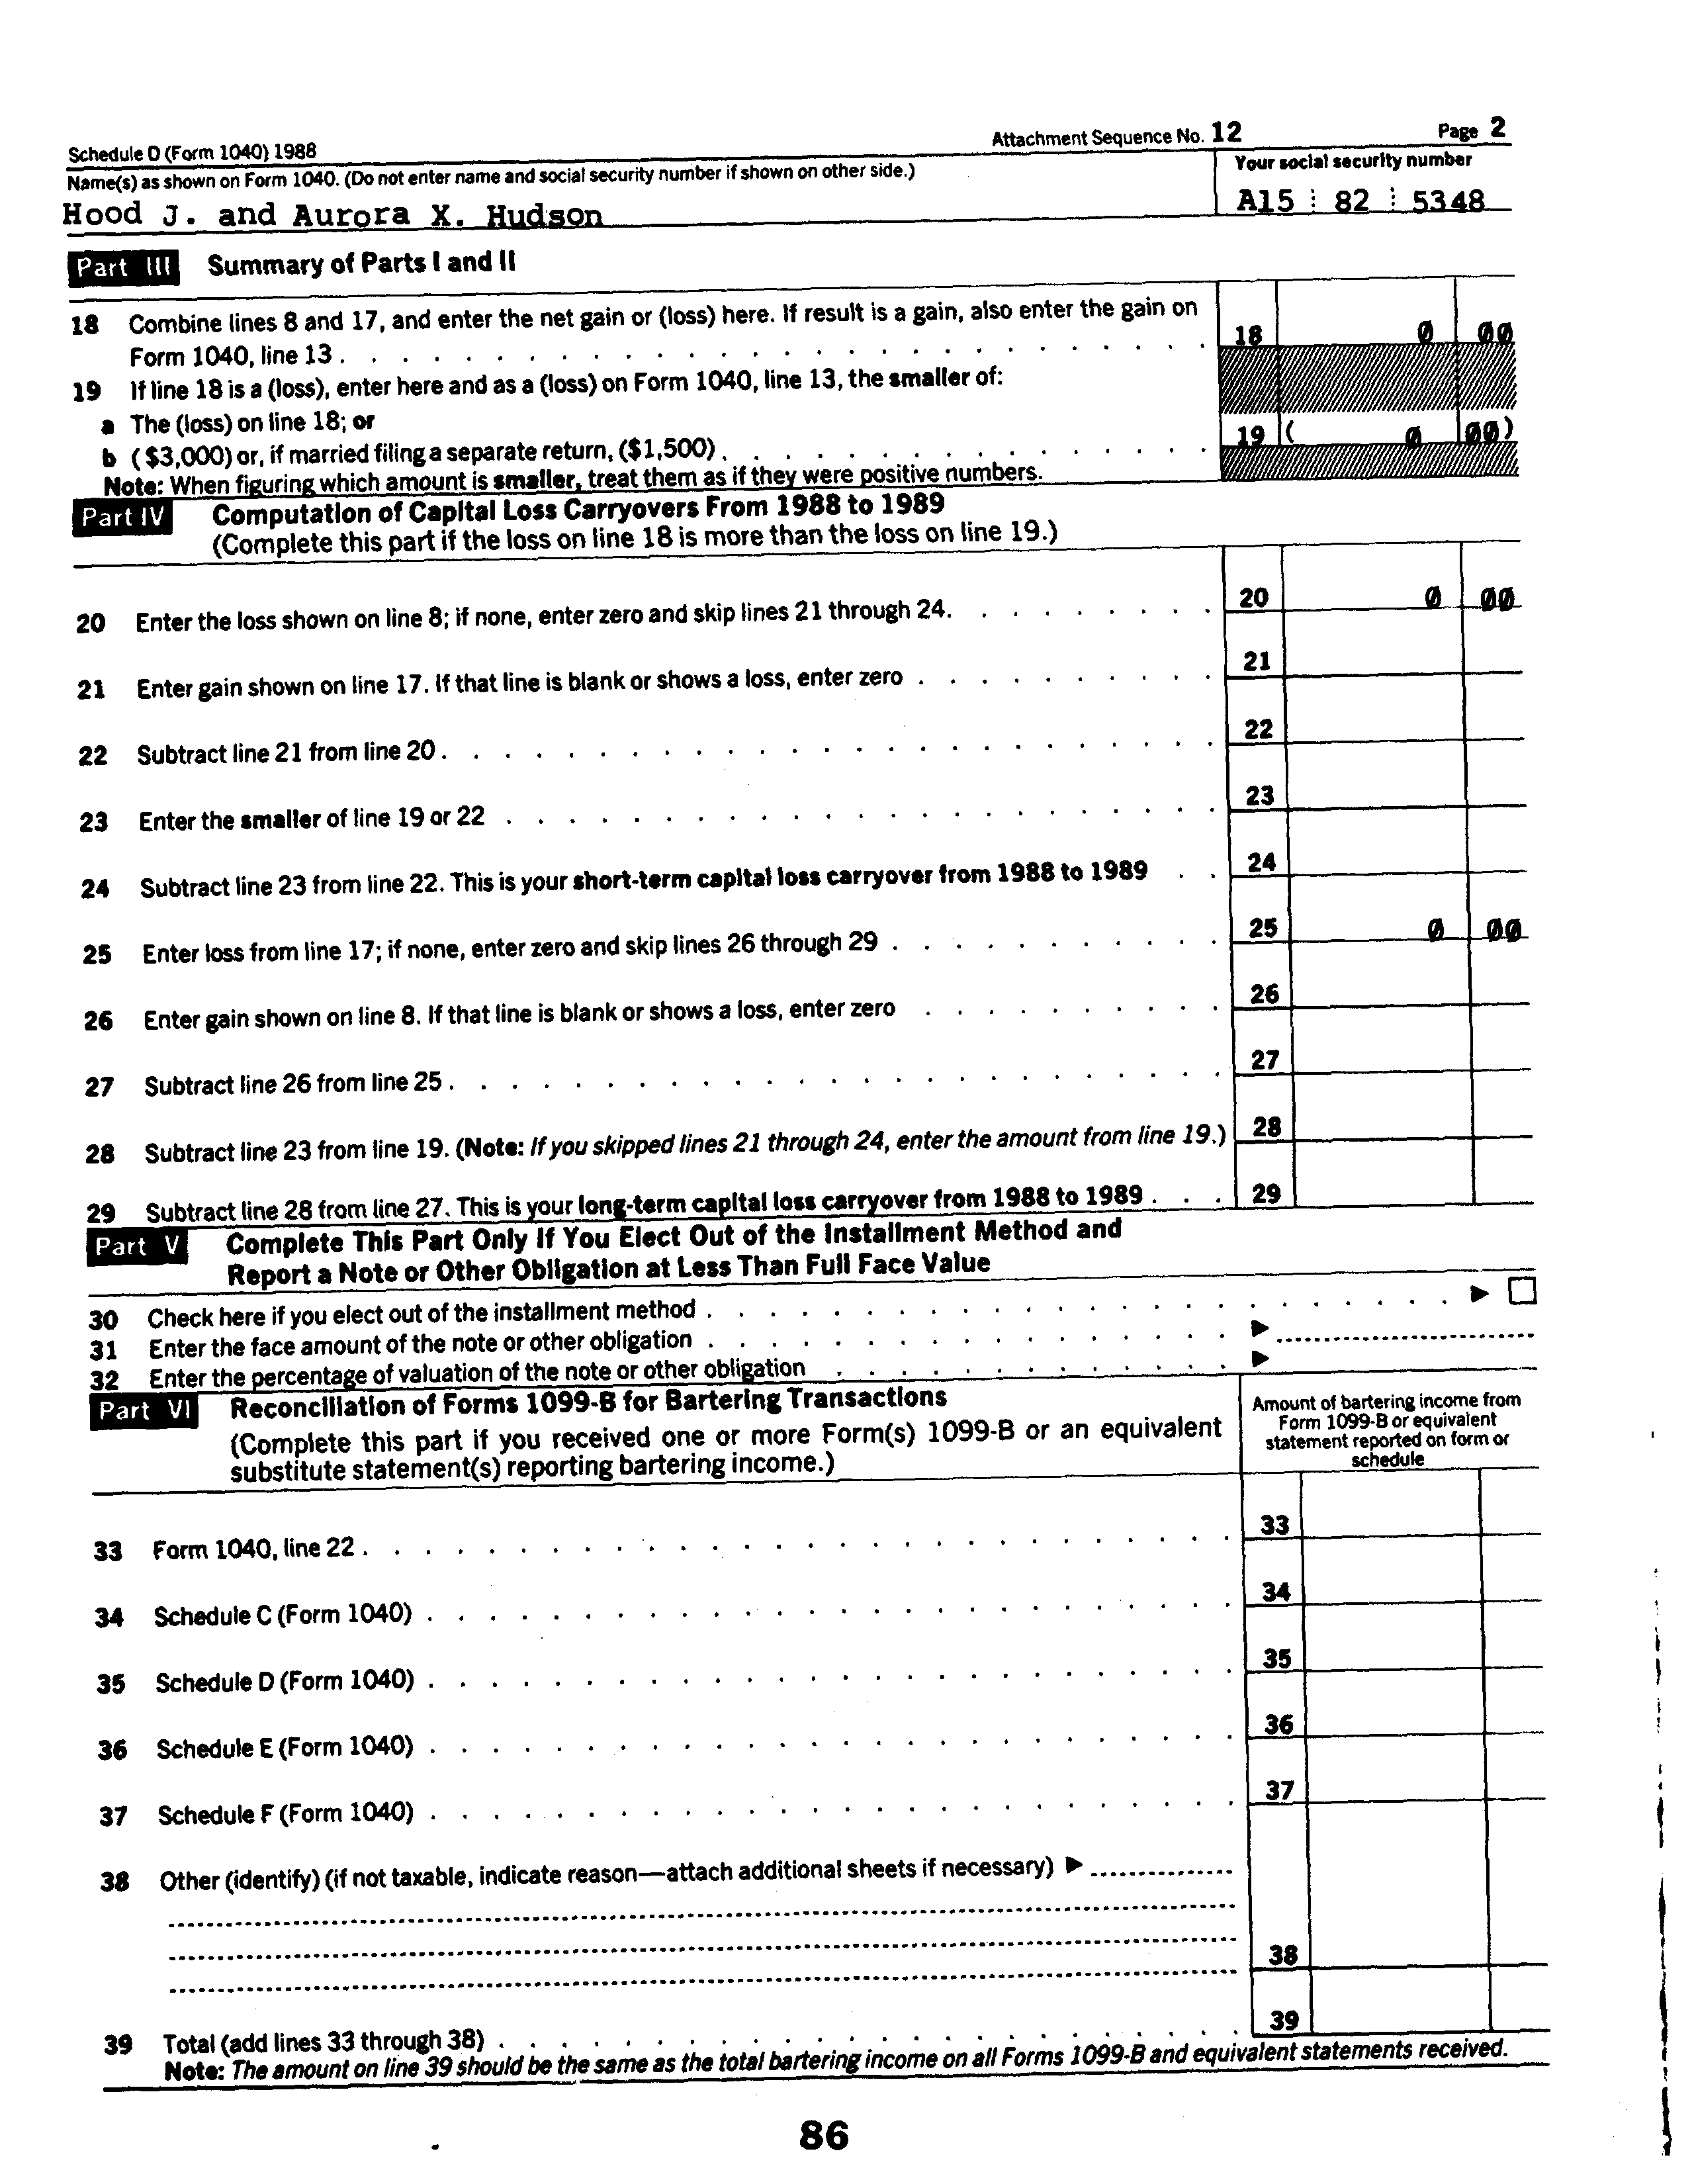 Schedule D (Form 1040) 1988 Attachment Sequence No. 12 Page 2
Name(s) as shown on Form 1040. (Do not enter name and social security number if shown on other side.) Your social security number
Hood J. and Aurora X. Hudson A15 82 5348
Part III Summary of Parts I and II
18 Combine lines 8 and 17, and enter the net gain or (loss) here. If result is a gain, also enter the gain on
Form 1040, line 13 . . . . . 18 0 00
19 If line 18 is a (loss), enter here and as a (loss) on Form 1040, line 13, the smaller of:
a The (loss) on line 18; or
b ($3,000) or, if married filing a separate return, ($1,500) . . . . . 19 ( 0 00)
Note: When figuring which amount is smaller, treat them as if they were positive numbers.
Part IV Computation of Capital Loss Carryovers From 1988 to 1989
(Complete this part if the loss on line 18 is more than the loss on line 19.)
20 Enter the loss shown on line 8; if none, enter zero and skip lines 21 through 24. . . . . 20 0 00
21 Enter gain shown on line 17. If that line is blank or shows a loss, enter zero . . . . . 21
22 Subtract line 21 from line 20 . . . . . 22
23 Enter the smaller of line 19 or 22 . . . . . 23
24 Subtract line 23 from line 22. This is your short-term capital loss carryover from 1988 to 1989 . . 24
25 Enter loss from line 17; if none, enter zero and skip lines 26 through 29 . . . . . 25 0 00
26 Enter gain shown on line 8. If that line is blank or shows a loss, enter zero . . . . . 26
27 Subtract line 26 from line 25 . . . . . 27
28 Subtract line 23 from line 19. (Note: If you skipped lines 21 through 24, enter the amount from line 19.) 28
29 Subtract line 28 from line 27. This is your long-term capital loss carryover from 1988 to 1989 . . . 29
Part V Complete This Part Only If You Elect Out of the Installment Method and
Report a Note or Other Obligation at Less Than Full Face Value
30 Check here if you elect out of the installment method . . . . . ▶ ☐
31 Enter the face amount of the note or other obligation . . . . . ▶
32 Enter the percentage of valuation of the note or other obligation . . . . . ▶
Part VI Reconciliation of Forms 1099-B for Bartering Transactions
(Complete this part if you received one or more Form(s) 1099-B or an equivalent
substitute statement(s) reporting bartering income.)
Amount of bartering income from
Form 1099-B or equivalent
statement reported on form or
schedule
33 Form 1040, line 22 . . . . . 33
34 Schedule C (Form 1040) . . . . . 34
35 Schedule D (Form 1040) . . . . . 35
36 Schedule E (Form 1040) . . . . . 36
37 Schedule F (Form 1040) . . . . . 37
38 Other (identify) (if not taxable, indicate reason—attach additional sheets if necessary) ▶
38
39 Total (add lines 33 through 38) . . . . . 39
Note: The amount on line 39 should be the same as the total bartering income on all Forms 1099-B and equivalent statements received.
86